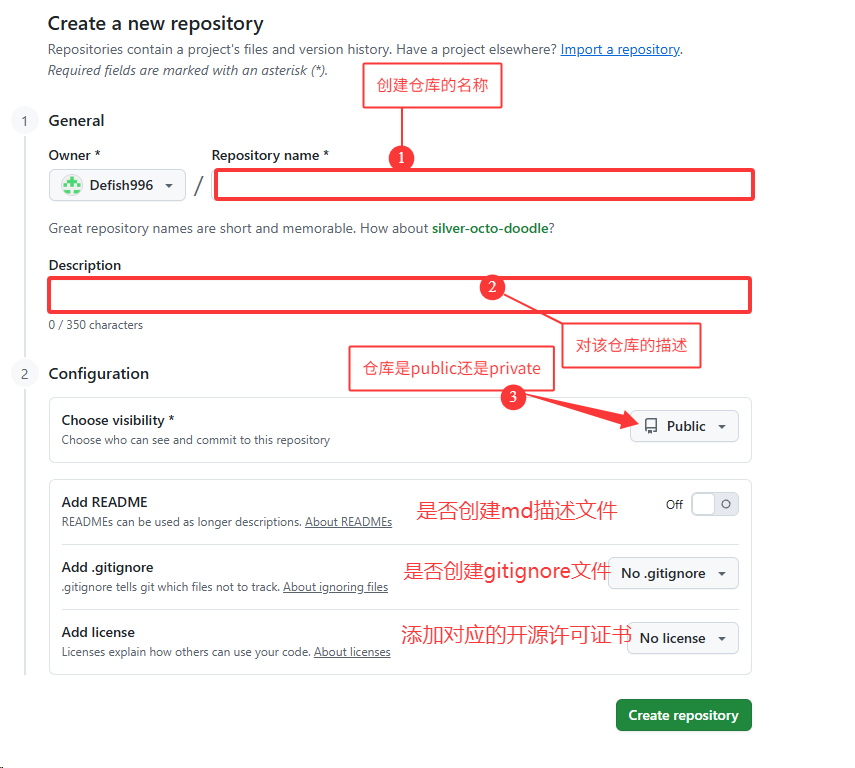 Create a new repository
Repositories contain a project's files and version history. Have a project elsewhere? Import a repository.
Required fields are marked with an asterisk (*).
创建仓库的名称
1
General
1
Owner *
Repository name *
Defish996
/
Great repository names are short and memorable. How about silver-octo-doodle?
Description
2
0 / 350 characters
对该仓库的描述
仓库是public还是private
2
Configuration
3
Choose visibility *
Choose who can see and commit to this repository
Public
Add README
READMEs can be used as longer descriptions. About READMEs
是否创建md描述文件
Off
Add .gitignore
.gitignore tells git which files not to track. About ignoring files
是否创建gitignore文件
No .gitignore
Add license
Licenses explain how others can use your code. About licenses
添加对应的开源许可证书
No license
Create repository